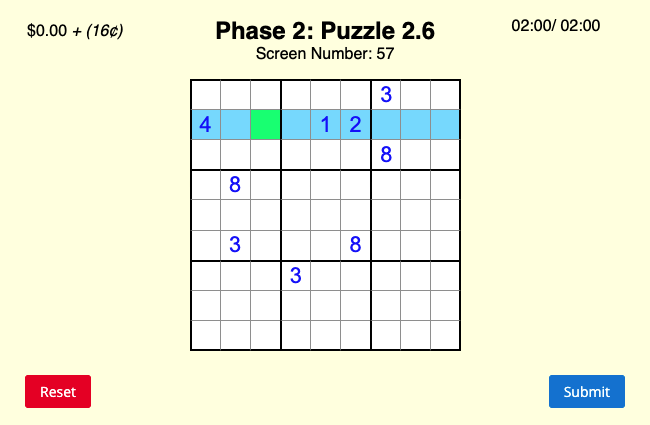 $0.00 + (16¢)
Phase 2: Puzzle 2.6
02:00/ 02:00
Screen Number: 57
3
4 1 2
8
8
3 8
3
Reset
Submit